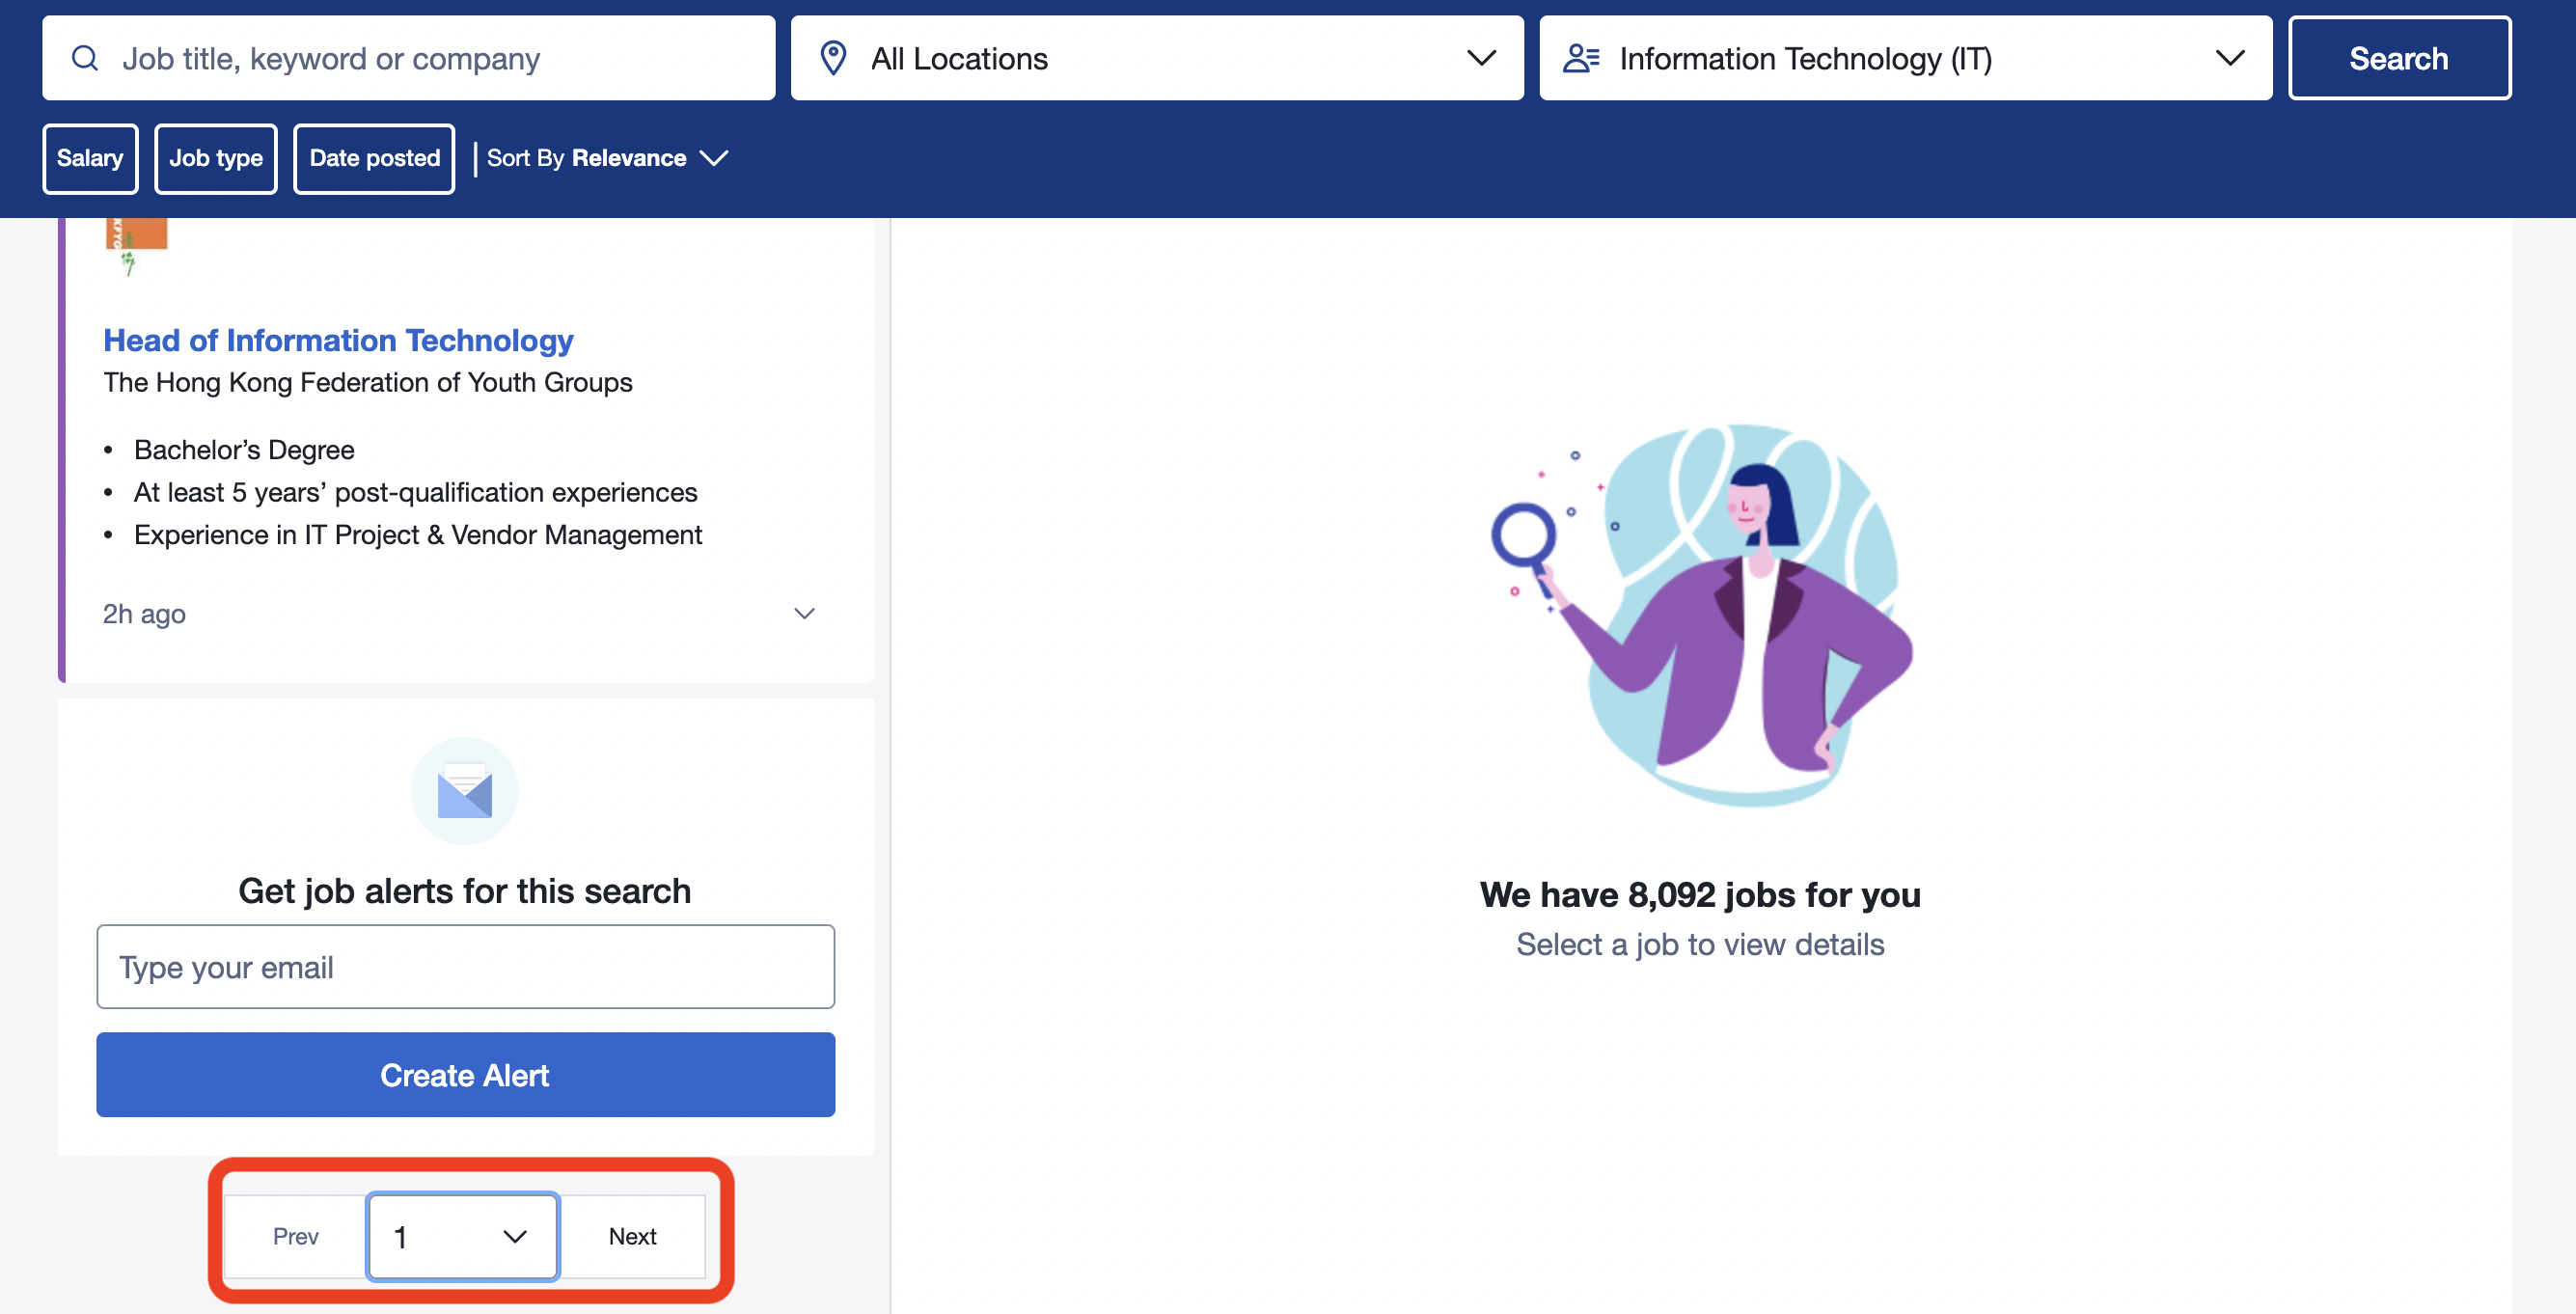 Job title, keyword or company
All Locations
Information Technology (IT)
Search
Salary
Job type
Date posted
Sort By Relevance
Head of Information Technology
The Hong Kong Federation of Youth Groups
• Bachelor’s Degree
• At least 5 years’ post-qualification experiences
• Experience in IT Project & Vendor Management
2h ago
Get job alerts for this search
Type your email
Create Alert
Prev
1
Next
We have 8,092 jobs for you
Select a job to view details